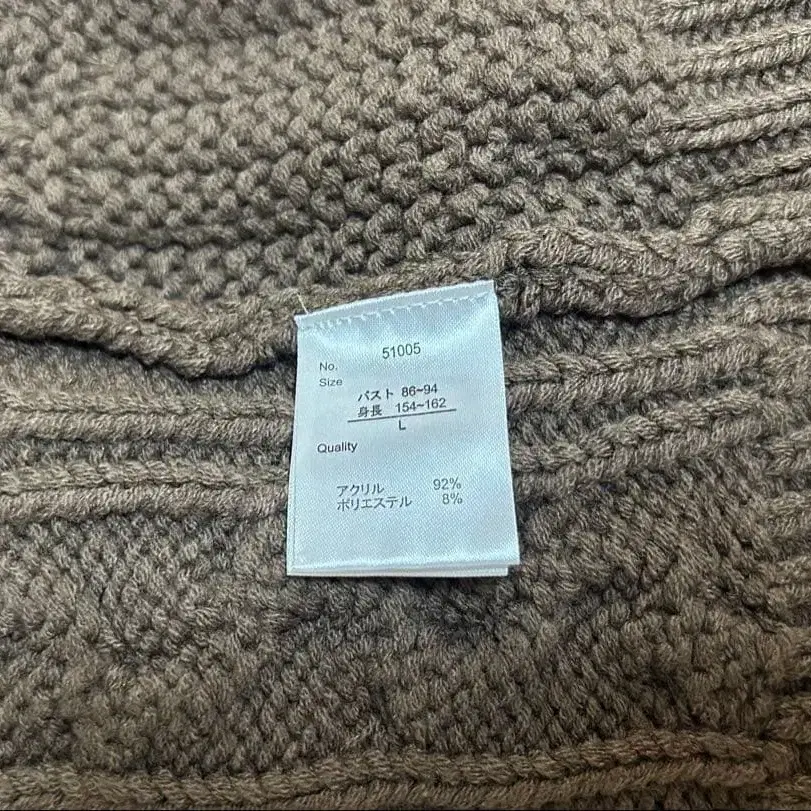 No. 51005
Size
バスト 86~94
身長 154~162
L
Quality
アクリル 92%
ポリエステル 8%